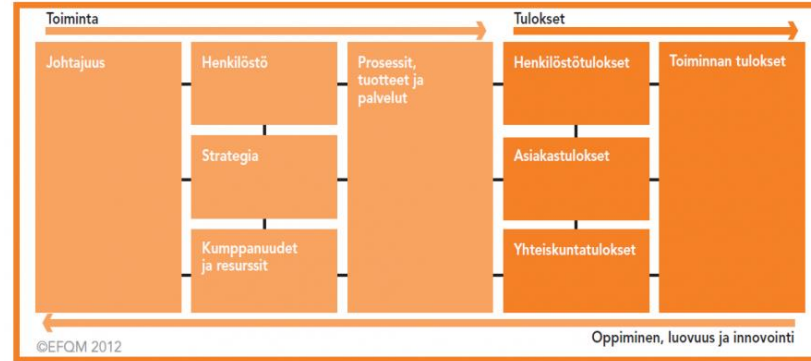 Toiminta
Tulokset
Johtajuus
Henkilöstö
Prosessit,
tuotteet ja
palvelut
Henkilöstötulokset
Toiminnan tulokset
Strategia
Asiakastulokset
Kumppanuudet
ja resurssit
Yhteiskuntatulokset
Oppiminen, luovuus ja innovointi
©EFQM 2012